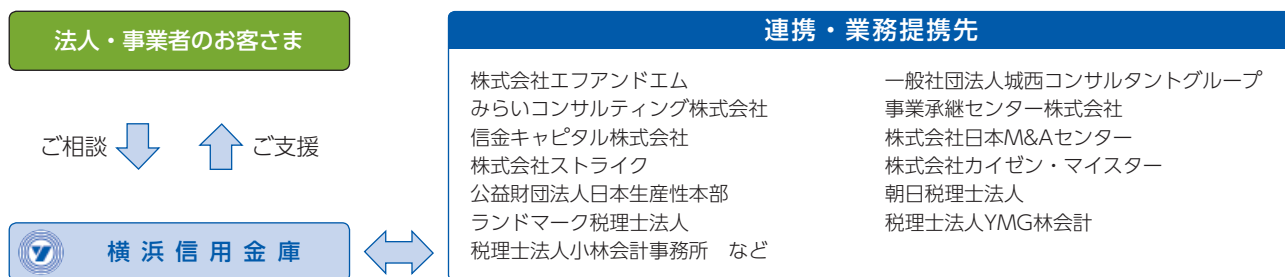 法人・事業者のお客さま
ご相談
ご支援
横浜信用金庫
連携・業務提携先
株式会社エフアンドエム
みらいコンサルティング株式会社
信金キャピタル株式会社
株式会社ストライク
公益財団法人日本生産性本部
ランドマーク税理士法人
税理士法人小林会計事務所　など
一般社団法人城西コンサルタントグループ
事業承継センター株式会社
株式会社日本M&Aセンター
株式会社カイゼン・マイスター
朝日税理士法人
税理士法人YMG林会計